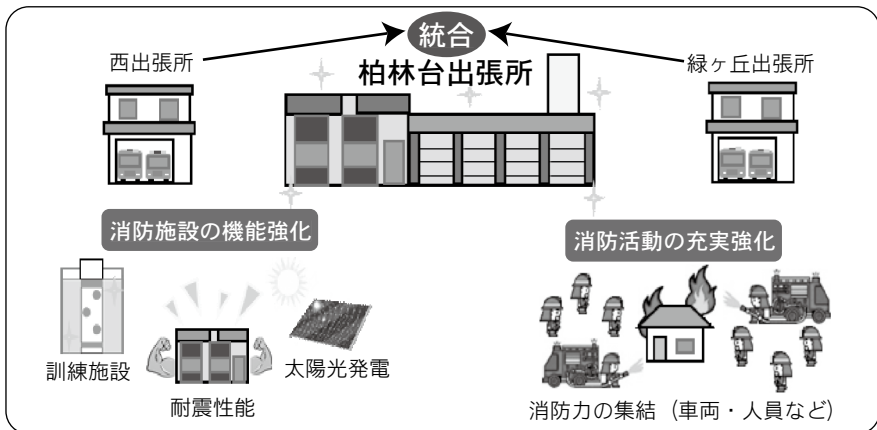 統合
西出張所
柏林台出張所
緑ヶ丘出張所
消防施設の機能強化
消防活動の充実強化
訓練施設
耐震性能
太陽光発電
消防力の集結（車両・人員など）